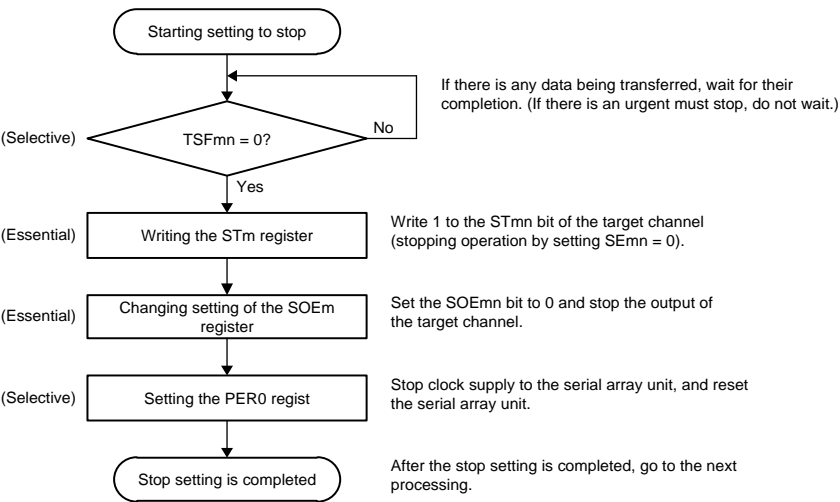 Starting setting to stop
If there is any data being transferred, wait for their
completion. (If there is an urgent must stop, do not wait.)
(Selective)
TSFmn = 0?
No
Yes
(Essential)
Writing the STm register
Write 1 to the STmn bit of the target channel
(stopping operation by setting SEmn = 0).
(Essential)
Changing setting of the SOEm
register
Set the SOEmn bit to 0 and stop the output of
the target channel.
(Selective)
Setting the PER0 regist
Stop clock supply to the serial array unit, and reset
the serial array unit.
Stop setting is completed
After the stop setting is completed, go to the next
processing.